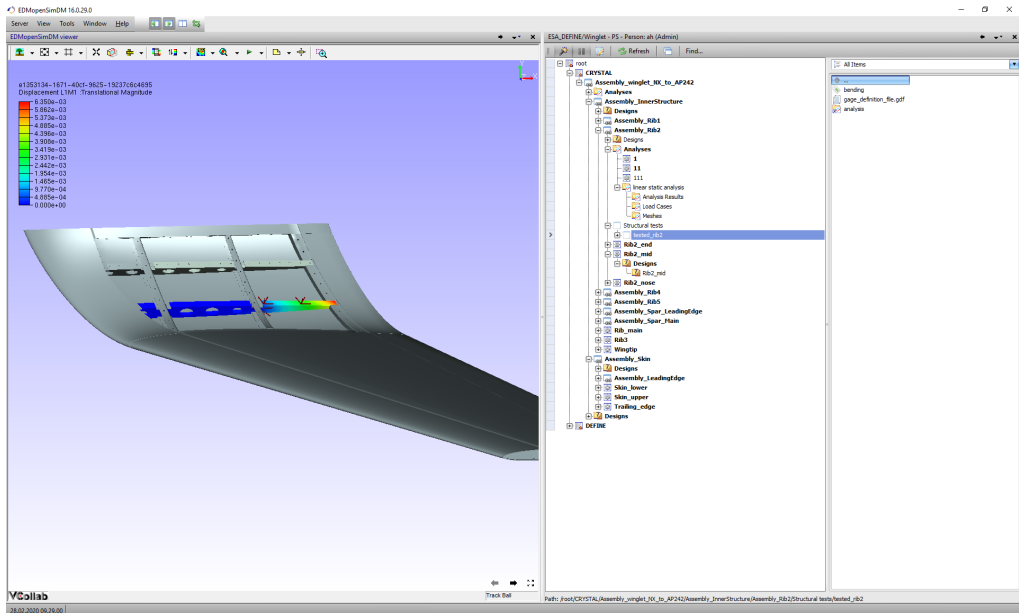 EDMopenSimDM 16.0.29.0
Server View Tools Window Help
EDMopenSimDM viewer
e1353134-1671-40cf-9625-19237c6c4695
Displacement L1M1 :Translational Magnitude
6.350e-03
5.862e-03
5.373e-03
4.885e-03
4.396e-03
3.908e-03
3.419e-03
2.931e-03
2.442e-03
1.954e-03
1.465e-03
9.770e-04
4.885e-04
0.000e+00
VCollab
Track Ball
28.02.2020 09.29.00
ESA_DEFINE/Winglet - PS - Person: ah (Admin)
Refresh Find...
root
CRYSTAL
Assembly_winglet_NX_to_AP242
Analyses
Assembly_InnerStructure
Designs
Assembly_Rib1
Assembly_Rib2
Designs
Analyses
1
11
111
linear static analysis
Analysis Results
Load Cases
Meshes
Structural tests
tested_rib2
Rib2_end
Rib2_mid
Designs
Rib2_mid
Rib2_nose
Assembly_Rib4
Assembly_Rib5
Assembly_Spar_LeadingEdge
Assembly_Spar_Main
Rib_main
Rib3
Wingtip
Assembly_Skin
Designs
Assembly_LeadingEdge
Skin_lower
Skin_upper
Trailing_edge
Designs
DEFINE
All Items
..
bending
gage_definition_file.gdf
analysis
Path: /root/CRYSTAL/Assembly_winglet_NX_to_AP242/Assembly_InnerStructure/Assembly_Rib2/Structural tests/tested_rib2